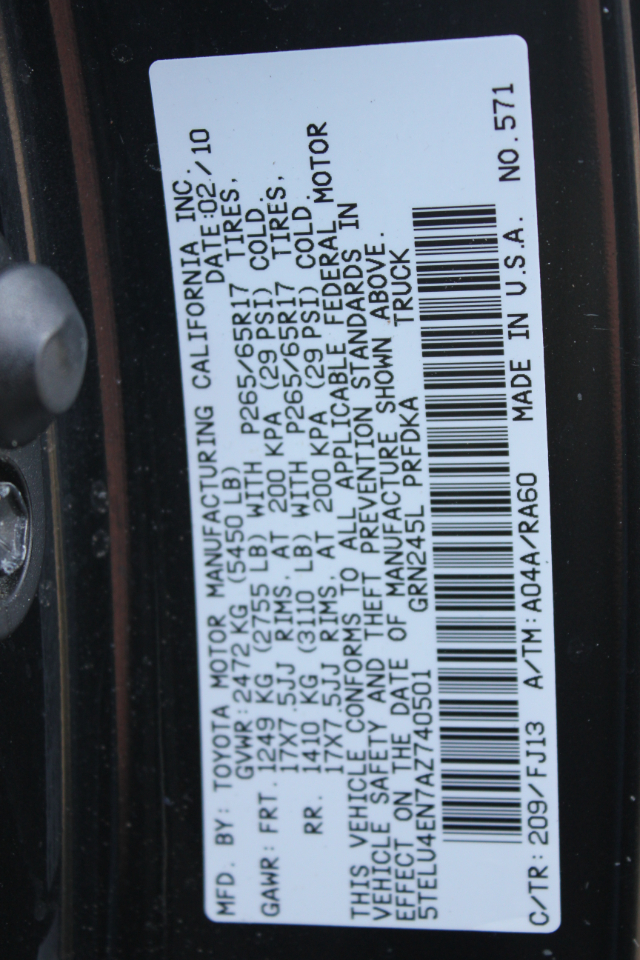 MFD. BY: TOYOTA MOTOR MANUFACTURING CALIFORNIA INC.
GVWR: 2472 KG (5450 LB) DATE: 02/10
GAWR: FRT. 1249 KG (2755 LB) WITH P265/65R17 TIRES,
17X7.5JJ RIMS, AT 200 KPA (29 PSI) COLD.
RR. 1410 KG (3110 LB) WITH P265/65R17 TIRES,
17X7.5JJ RIMS, AT 200 KPA (29 PSI) COLD.
THIS VEHICLE CONFORMS TO ALL APPLICABLE FEDERAL MOTOR
VEHICLE SAFETY AND THEFT PREVENTION STANDARDS IN
EFFECT ON THE DATE OF MANUFACTURE SHOWN ABOVE.
5TELU4EN7AZ740501 GRN245L PRFDKA TRUCK
C/TR: 209/FJ13 A/TM: A04A/RA60 MADE IN U.S.A. NO. 571